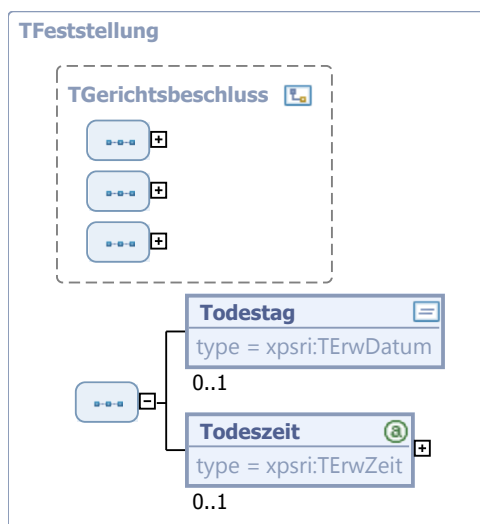 TFeststellung
TGerichtsbeschluss
Todestag
type = xpsri:TErwDatum
0..1
Todeszeit
type = xpsri:TErwZeit
0..1